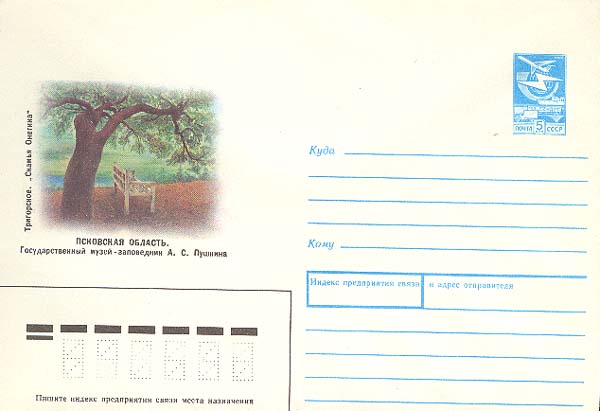 Тригорское. „Скамья Онегина"
ПСКОВСКАЯ ОБЛАСТЬ.
Государственный музей-заповедник А. С. Пушкина
ПОЧТА 5 СССР
Куда
Кому
Индекс предприятия связи и адрес отправителя
Пишите индекс предприятия связи места назначения